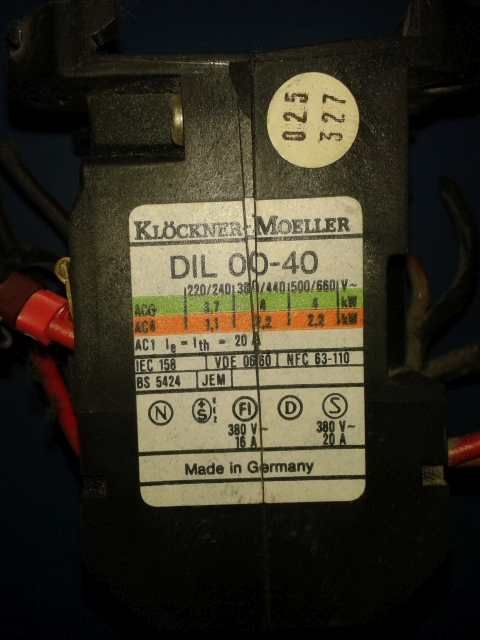 025
327
KLÖCKNER-MOELLER
DIL 00-40
220/240 380/440 500/660 V~
AC3 3,7 4 4 kW
AC4 1,1 2,2 2,2 kW
AC1 Ie = Ith = 20 A
IEC 158 VDE 0660 NFC 63-110
BS 5424 JEM
N S FI D S
380 V~ 380 V~
16 A 20 A
Made in Germany